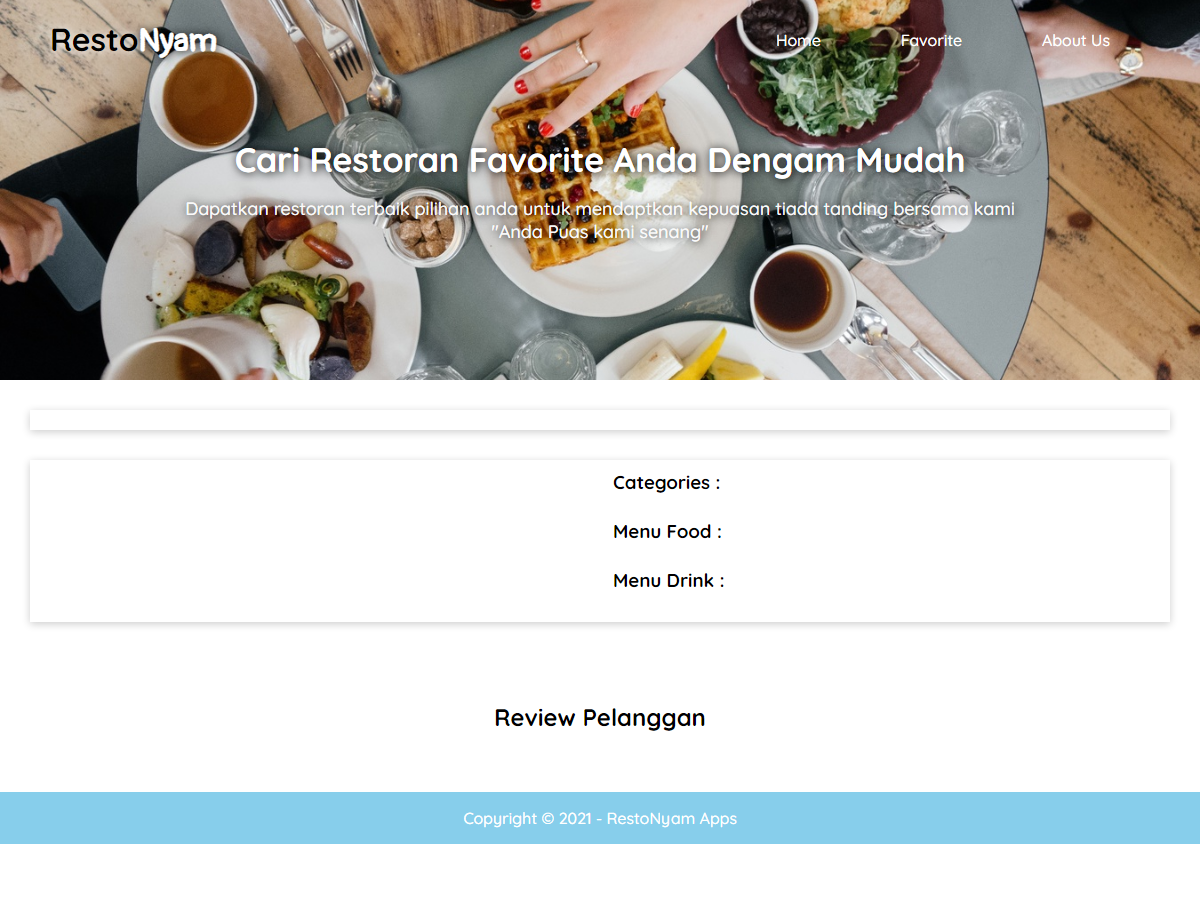 RestoNyam
Home
Favorite
About Us
Cari Restoran Favorite Anda Dengam Mudah
Dapatkan restoran terbaik pilihan anda untuk mendaptkan kepuasan tiada tanding bersama kami
"Anda Puas kami senang"
Categories :
Menu Food :
Menu Drink :
Review Pelanggan
Copyright © 2021 - RestoNyam Apps